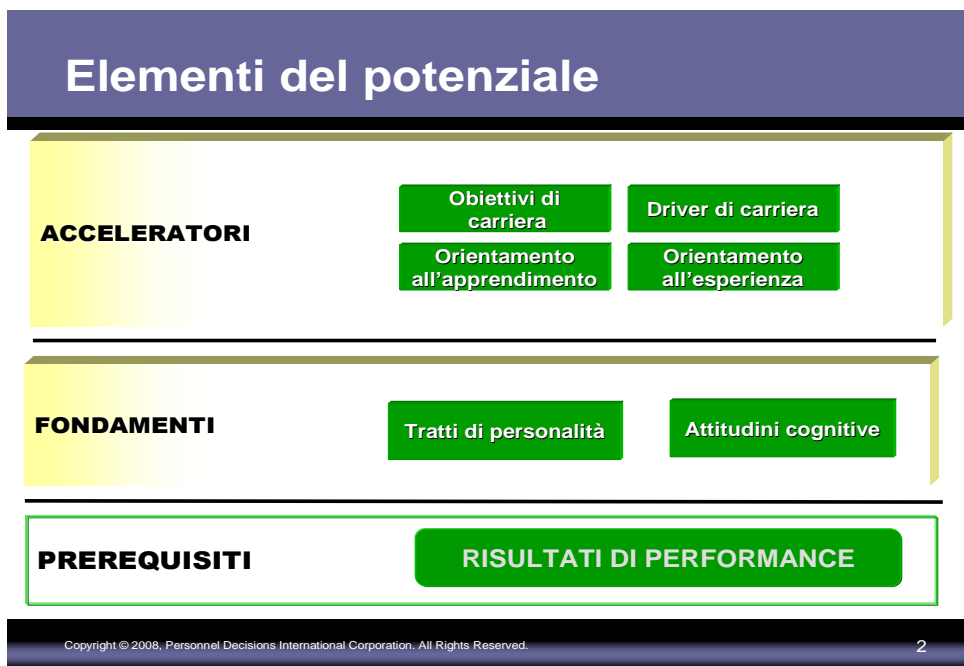 Elementi del potenziale
ACCELERATORI
Obiettivi di
carriera
Driver di carriera
Orientamento
all'apprendimento
Orientamento
all'esperienza
FONDAMENTI
Tratti di personalità
Attitudini cognitive
PREREQUISITI
RISULTATI DI PERFORMANCE
Copyright © 2008, Personnel Decisions International Corporation. All Rights Reserved.
2